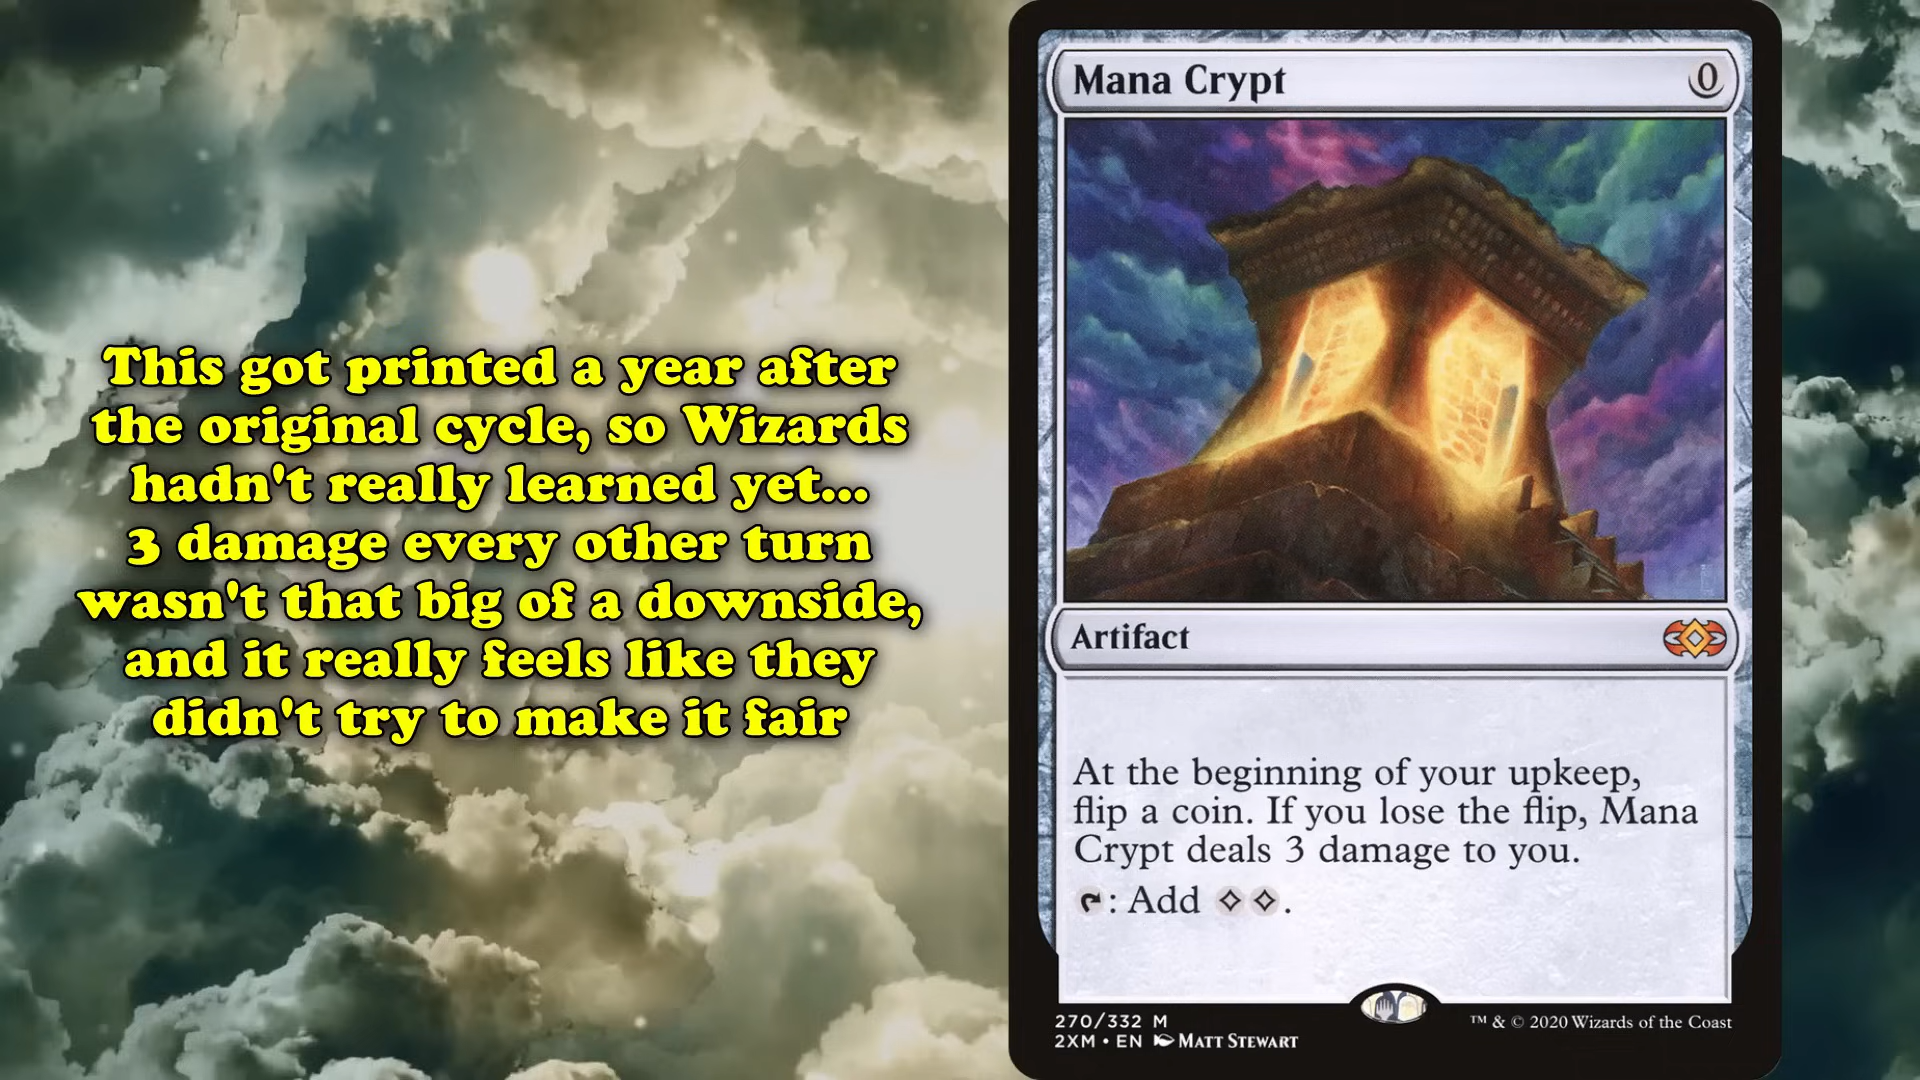 This got printed a year after
the original cycle, so Wizards
hadn't really learned yet...
3 damage every other turn
wasn't that big of a downside,
and it really feels like they
didn't try to make it fair
Mana Crypt 0
Artifact
At the beginning of your upkeep,
flip a coin. If you lose the flip, Mana
Crypt deals 3 damage to you.
: Add .
270/332 M
2XM • EN Matt Stewart
™ & © 2020 Wizards of the Coast